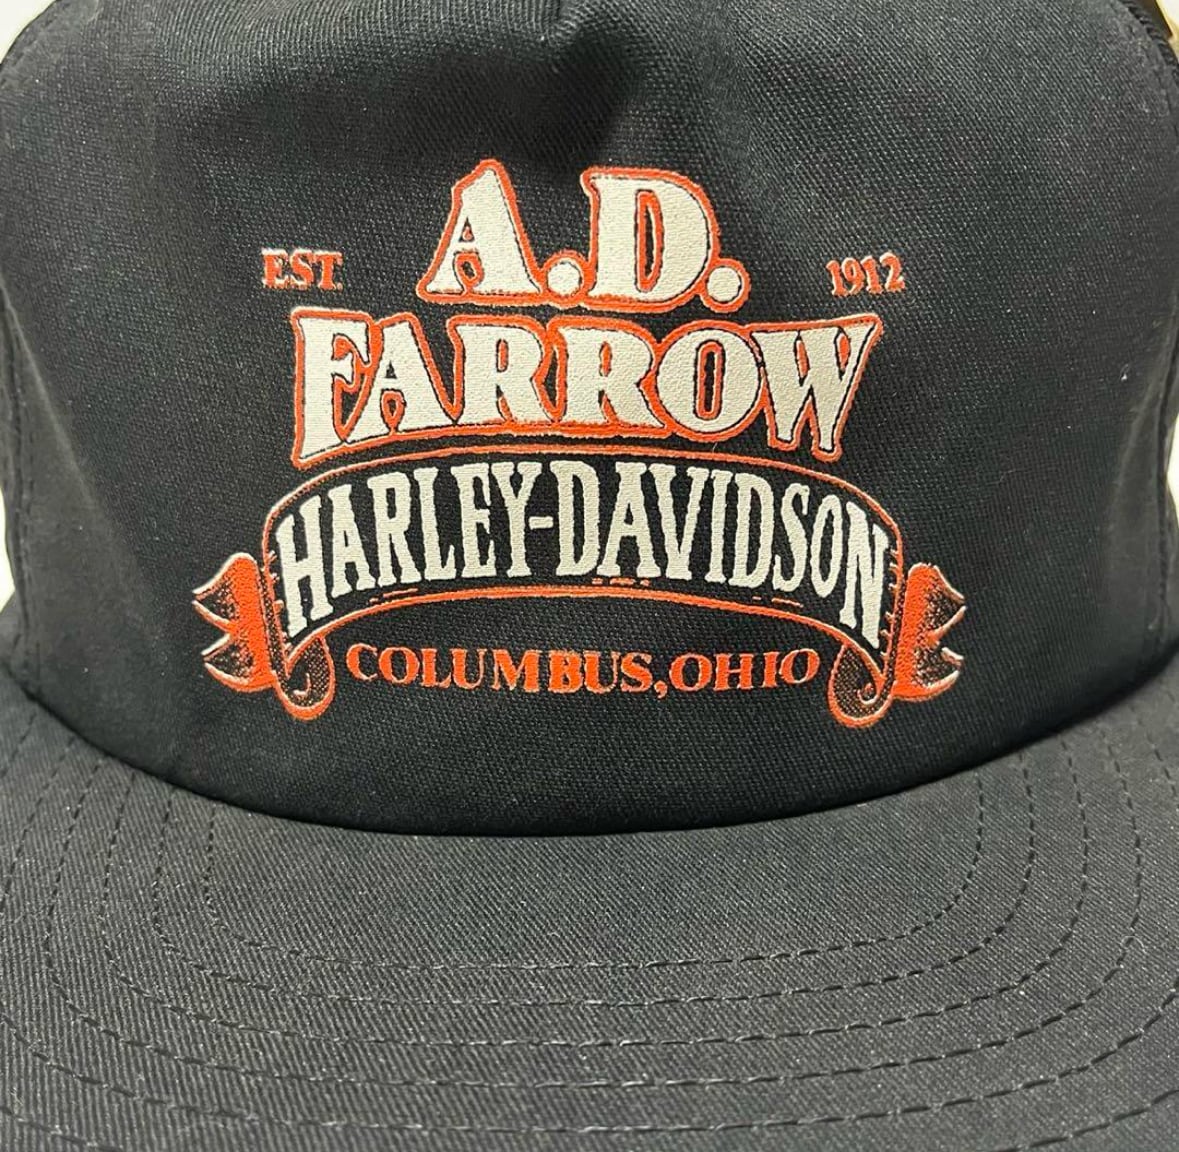 A.D.
EST. 1912
FARROW
HARLEY-DAVIDSON
COLUMBUS, OHIO